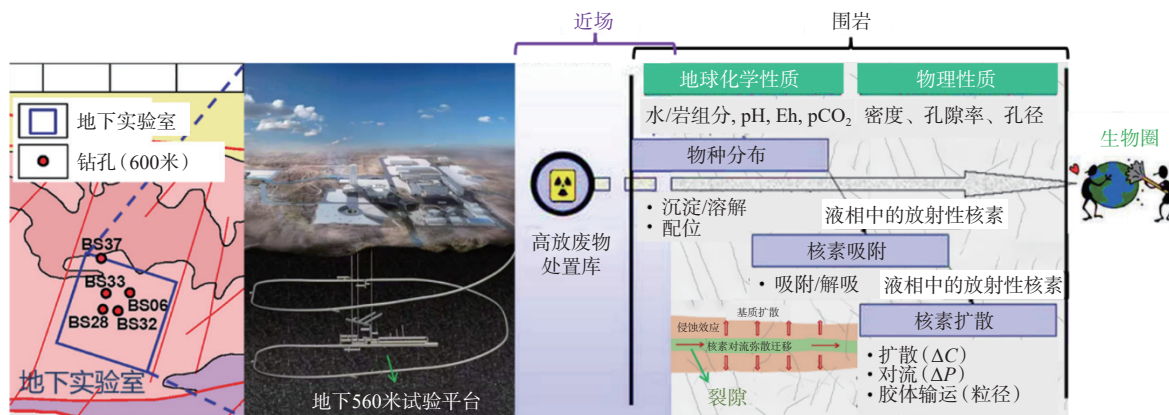 近场
围岩
地下实验室
钻孔(600米)
BS37
BS33
BS06
BS28
BS32
地下实验室
地下560米试验平台
高放废物
处置库
地球化学性质
物理性质
水/岩组分, pH, Eh, pCO₂
密度、孔隙率、孔径
物种分布
• 沉淀/溶解
• 配位
液相中的放射性核素
核素吸附
• 吸附/解吸
液相中的放射性核素
基质扩散
侵蚀效应
核素对流弥散迁移
裂隙
核素扩散
• 扩散(ΔC)
• 对流(ΔP)
• 胶体输运(粒径)
生物圈